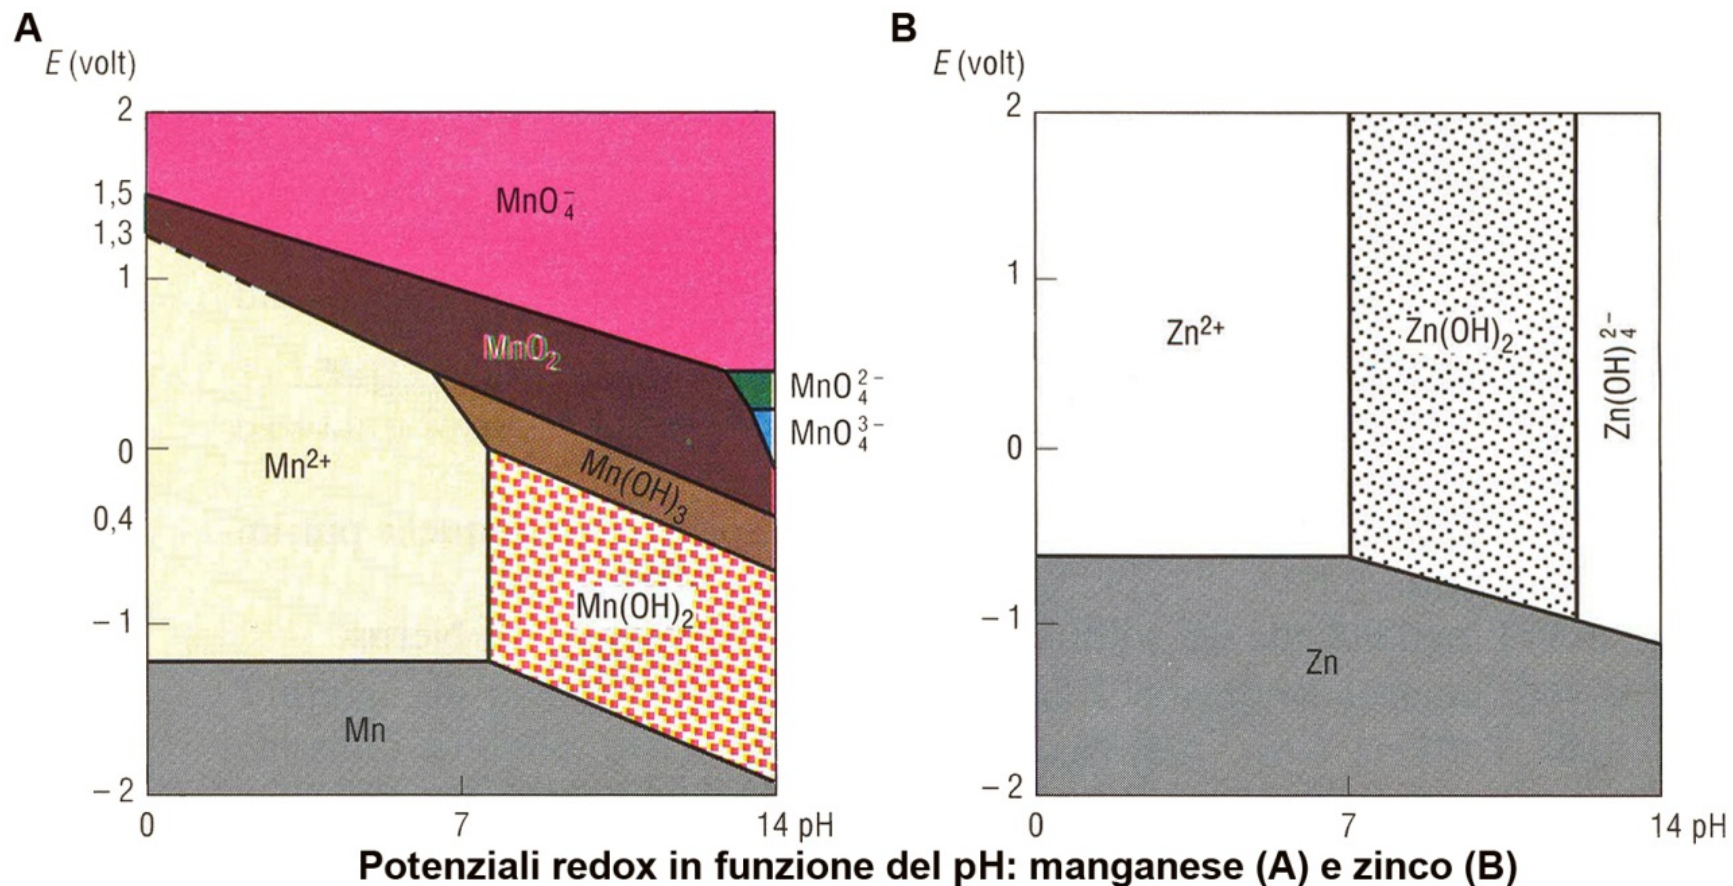 A
E (volt)
2
1,5
1,3
1
0
0,4
− 1
− 2
MnO₄⁻
MnO₂
MnO₄²⁻
MnO₄³⁻
Mn²⁺
Mn(OH)₃
Mn(OH)₂
Mn
0
7
14 pH
B
E (volt)
2
1
0
− 1
− 2
Zn²⁺
Zn(OH)₂
Zn(OH)₄²⁻
Zn
0
7
14 pH
Potenziali redox in funzione del pH: manganese (A) e zinco (B)